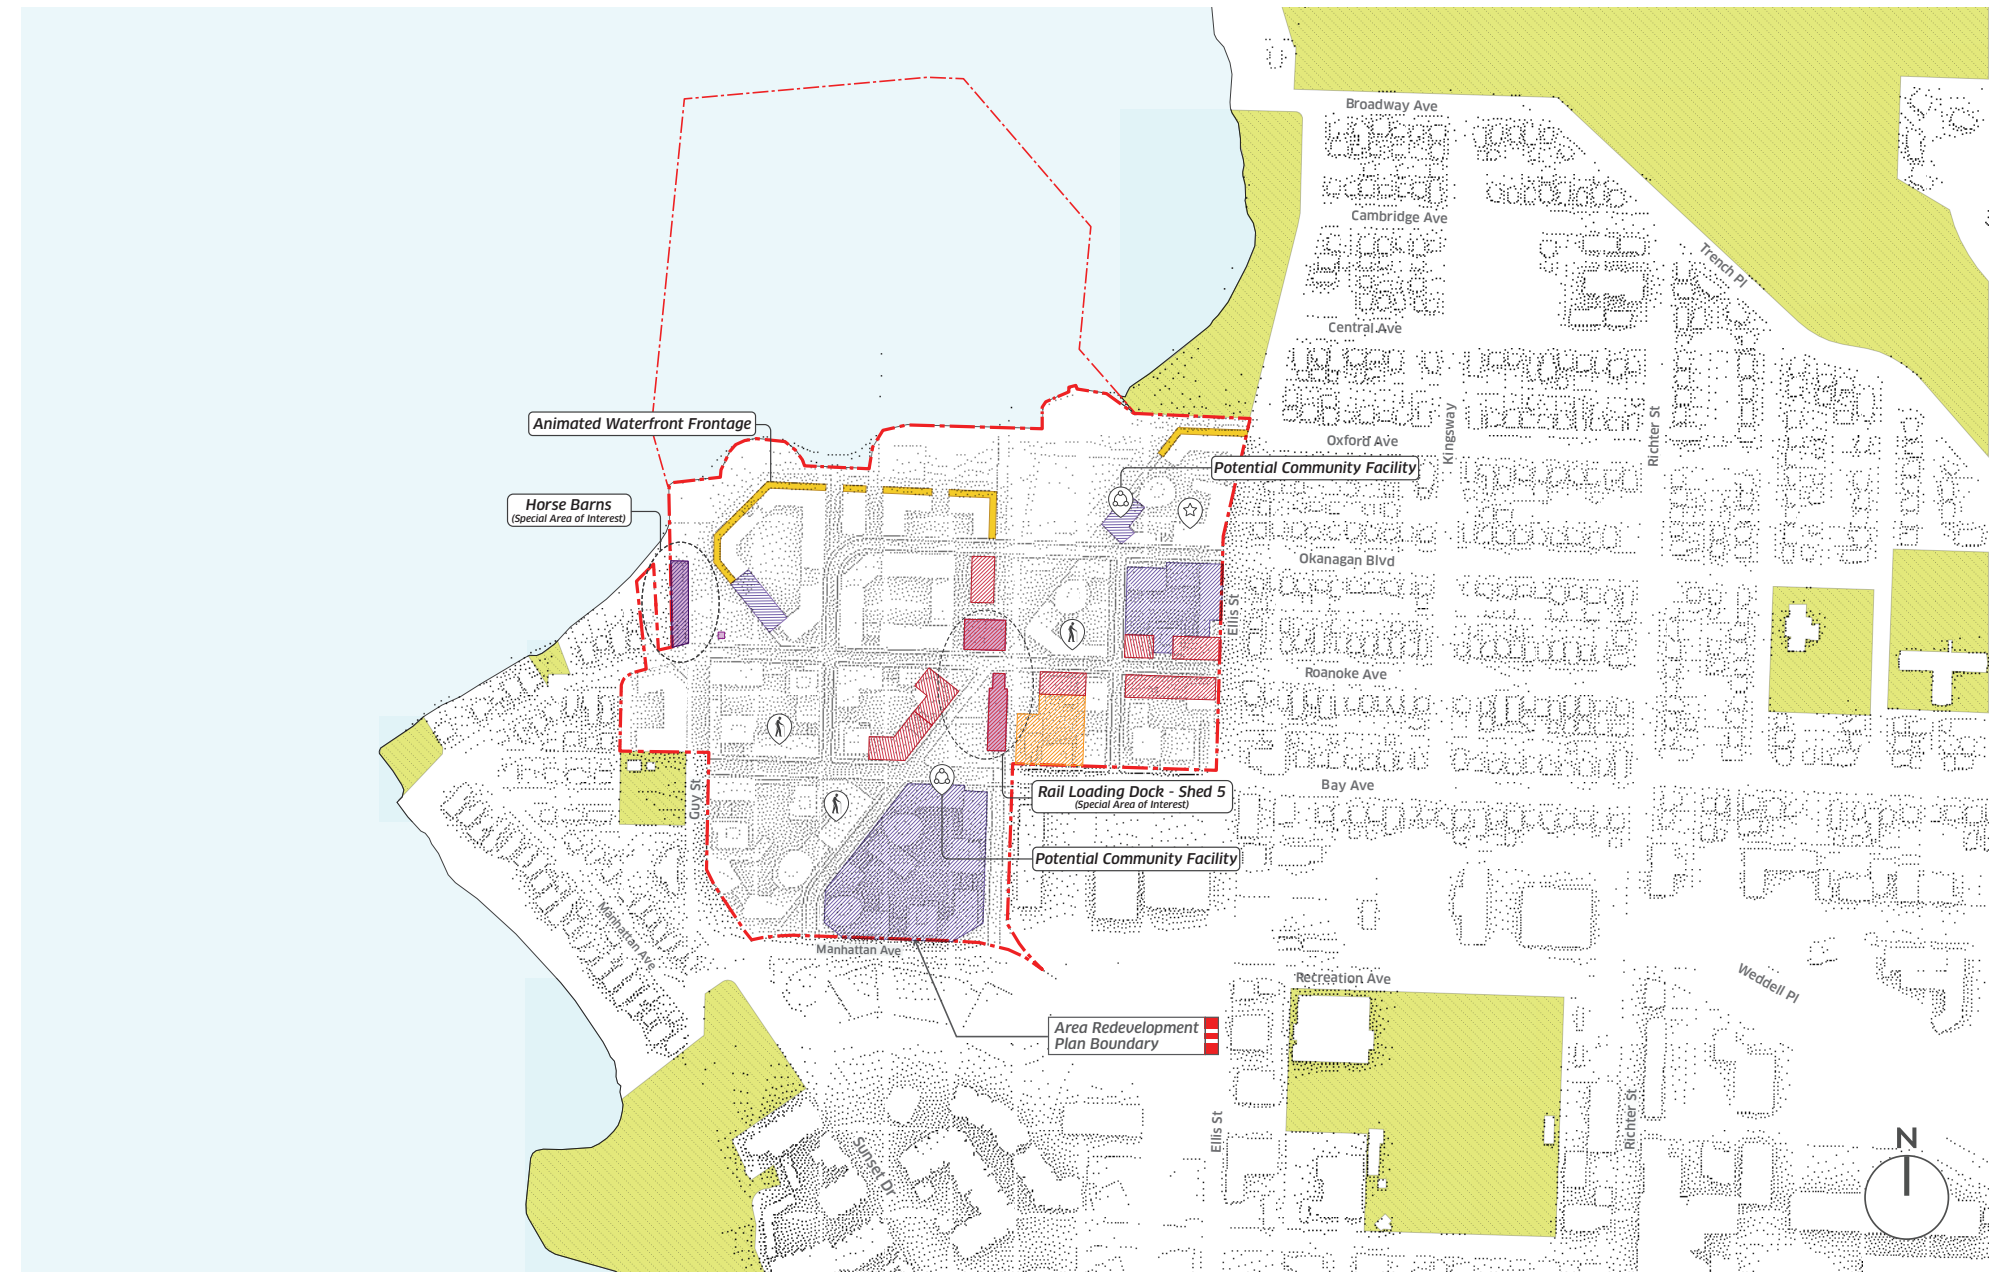 Broadway Ave
Cambridge Ave
Trench Pl
Central Ave
Animated Waterfront Frontage
Kingsway
Richter St
Oxford Ave
Potential Community Facility
Horse Barns
(Special Area of Interest)
Okanagan Blvd
Ellis St
Roanoke Ave
Guy St
Rail Loading Dock - Shed 5
(Special Area of Interest)
Bay Ave
Potential Community Facility
Manhattan Ave
Manhattan Ave
Recreation Ave
Weddell Pl
Area Redevelopment
Plan Boundary
Ellis St
Richter St
Sunset Dr
N